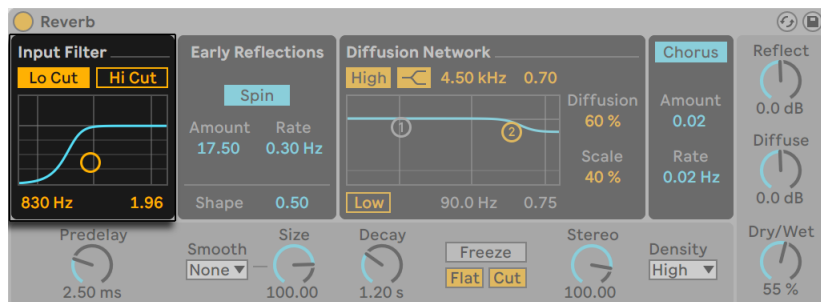 Reverb
Input Filter
Lo Cut Hi Cut
830 Hz 1.96
Early Reflections
Spin
Amount Rate
17.50 0.30 Hz
Shape 0.50
Diffusion Network
High 4.50 kHz 0.70
1
2
Diffusion
60 %
Scale
40 %
Low 90.0 Hz 0.75
Chorus
Amount
0.02
Rate
0.02 Hz
Reflect
0.0 dB
Diffuse
0.0 dB
Dry/Wet
55 %
Predelay
2.50 ms
Smooth
None
Size
100.00
Decay
1.20 s
Freeze
Flat Cut
Stereo
100.00
Density
High